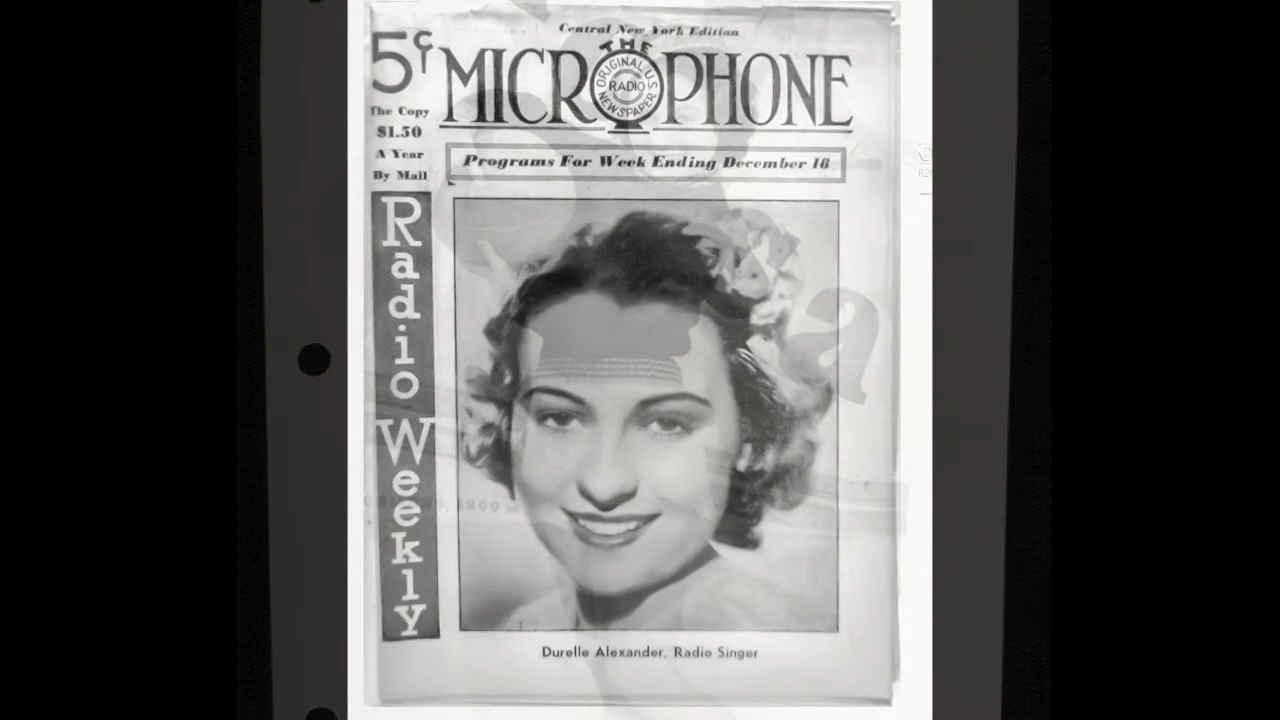 Central New York Edition
5¢
THE
MICROPHONE
ORIGINAL U.S.
RADIO
NEWSPAPER
The Copy
$1.50
A Year
By Mail
Programs For Week Ending December 18
Radio
Weekly
1800
a
Durelle Alexander, Radio Singer